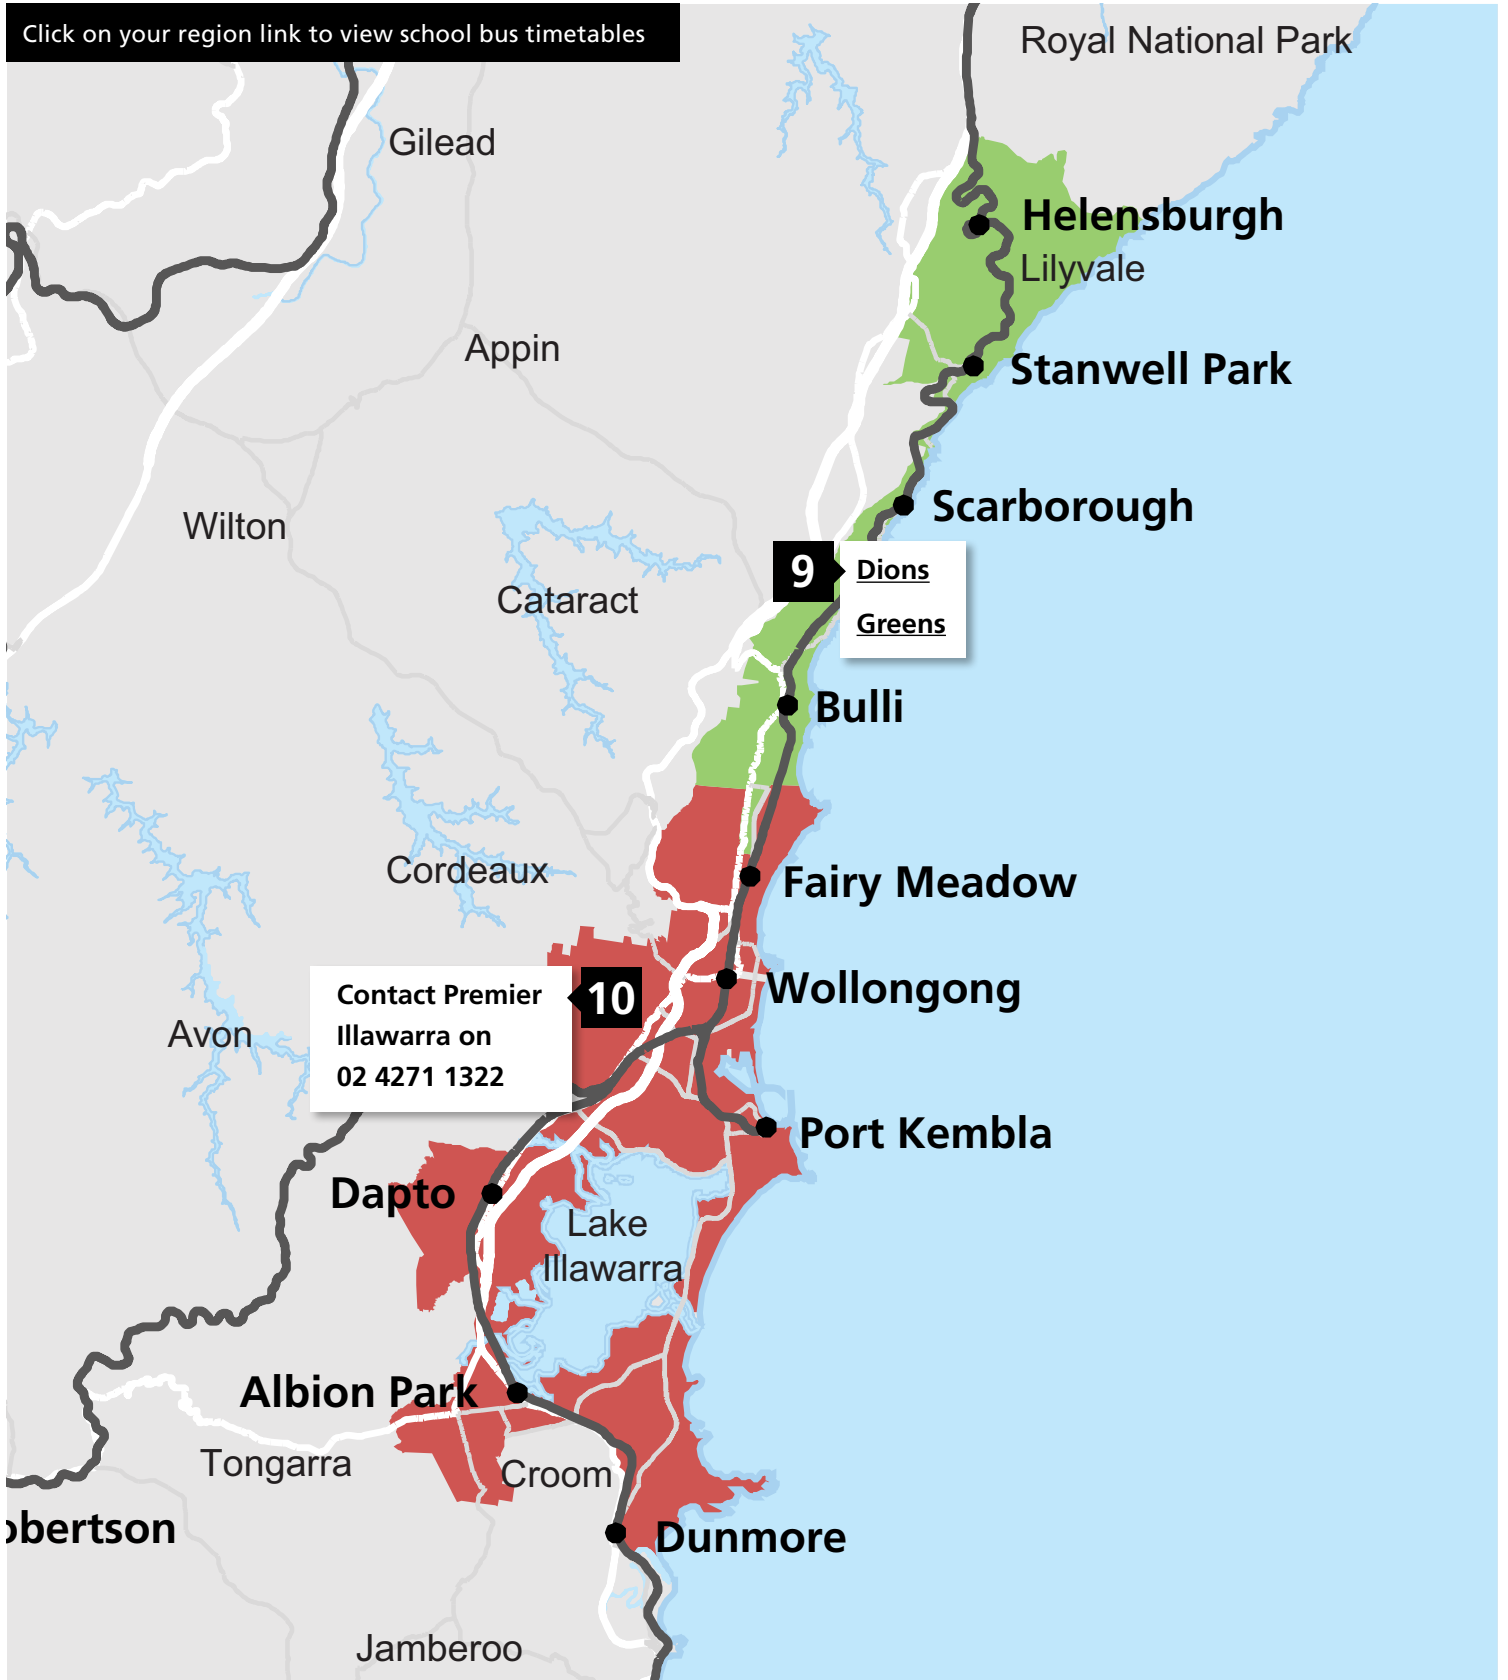 Click on your region link to view school bus timetables
Royal National Park
Gilead
Helensburgh
Lilyvale
Appin
Stanwell Park
Scarborough
Wilton
9
Dions
Greens
Cataract
Bulli
Cordeaux
Fairy Meadow
Wollongong
10
Contact Premier
Illawarra on
02 4271 1322
Avon
Port Kembla
Dapto
Lake
Illawarra
Albion Park
Tongarra
Croom
obertson
Dunmore
Jamberoo